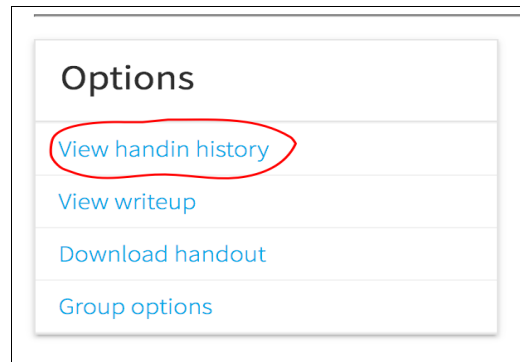 Options
View handin history
View writeup
Download handout
Group options